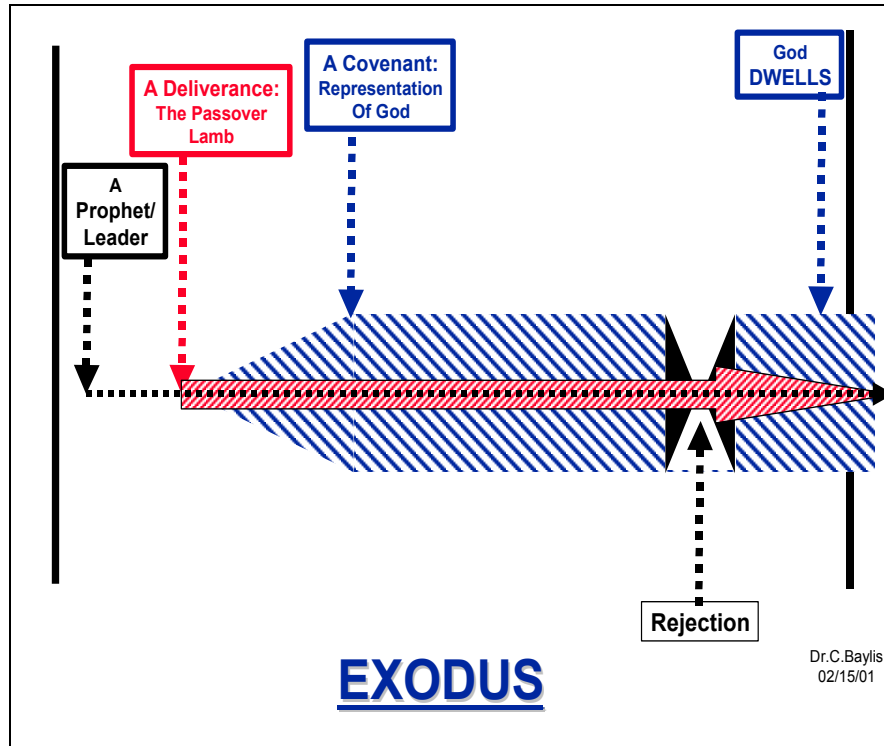 A
Prophet/
Leader
A Deliverance:
The Passover
Lamb
A Covenant:
Representation
Of God
God
DWELLS
Rejection
EXODUS
Dr.C.Baylis
02/15/01